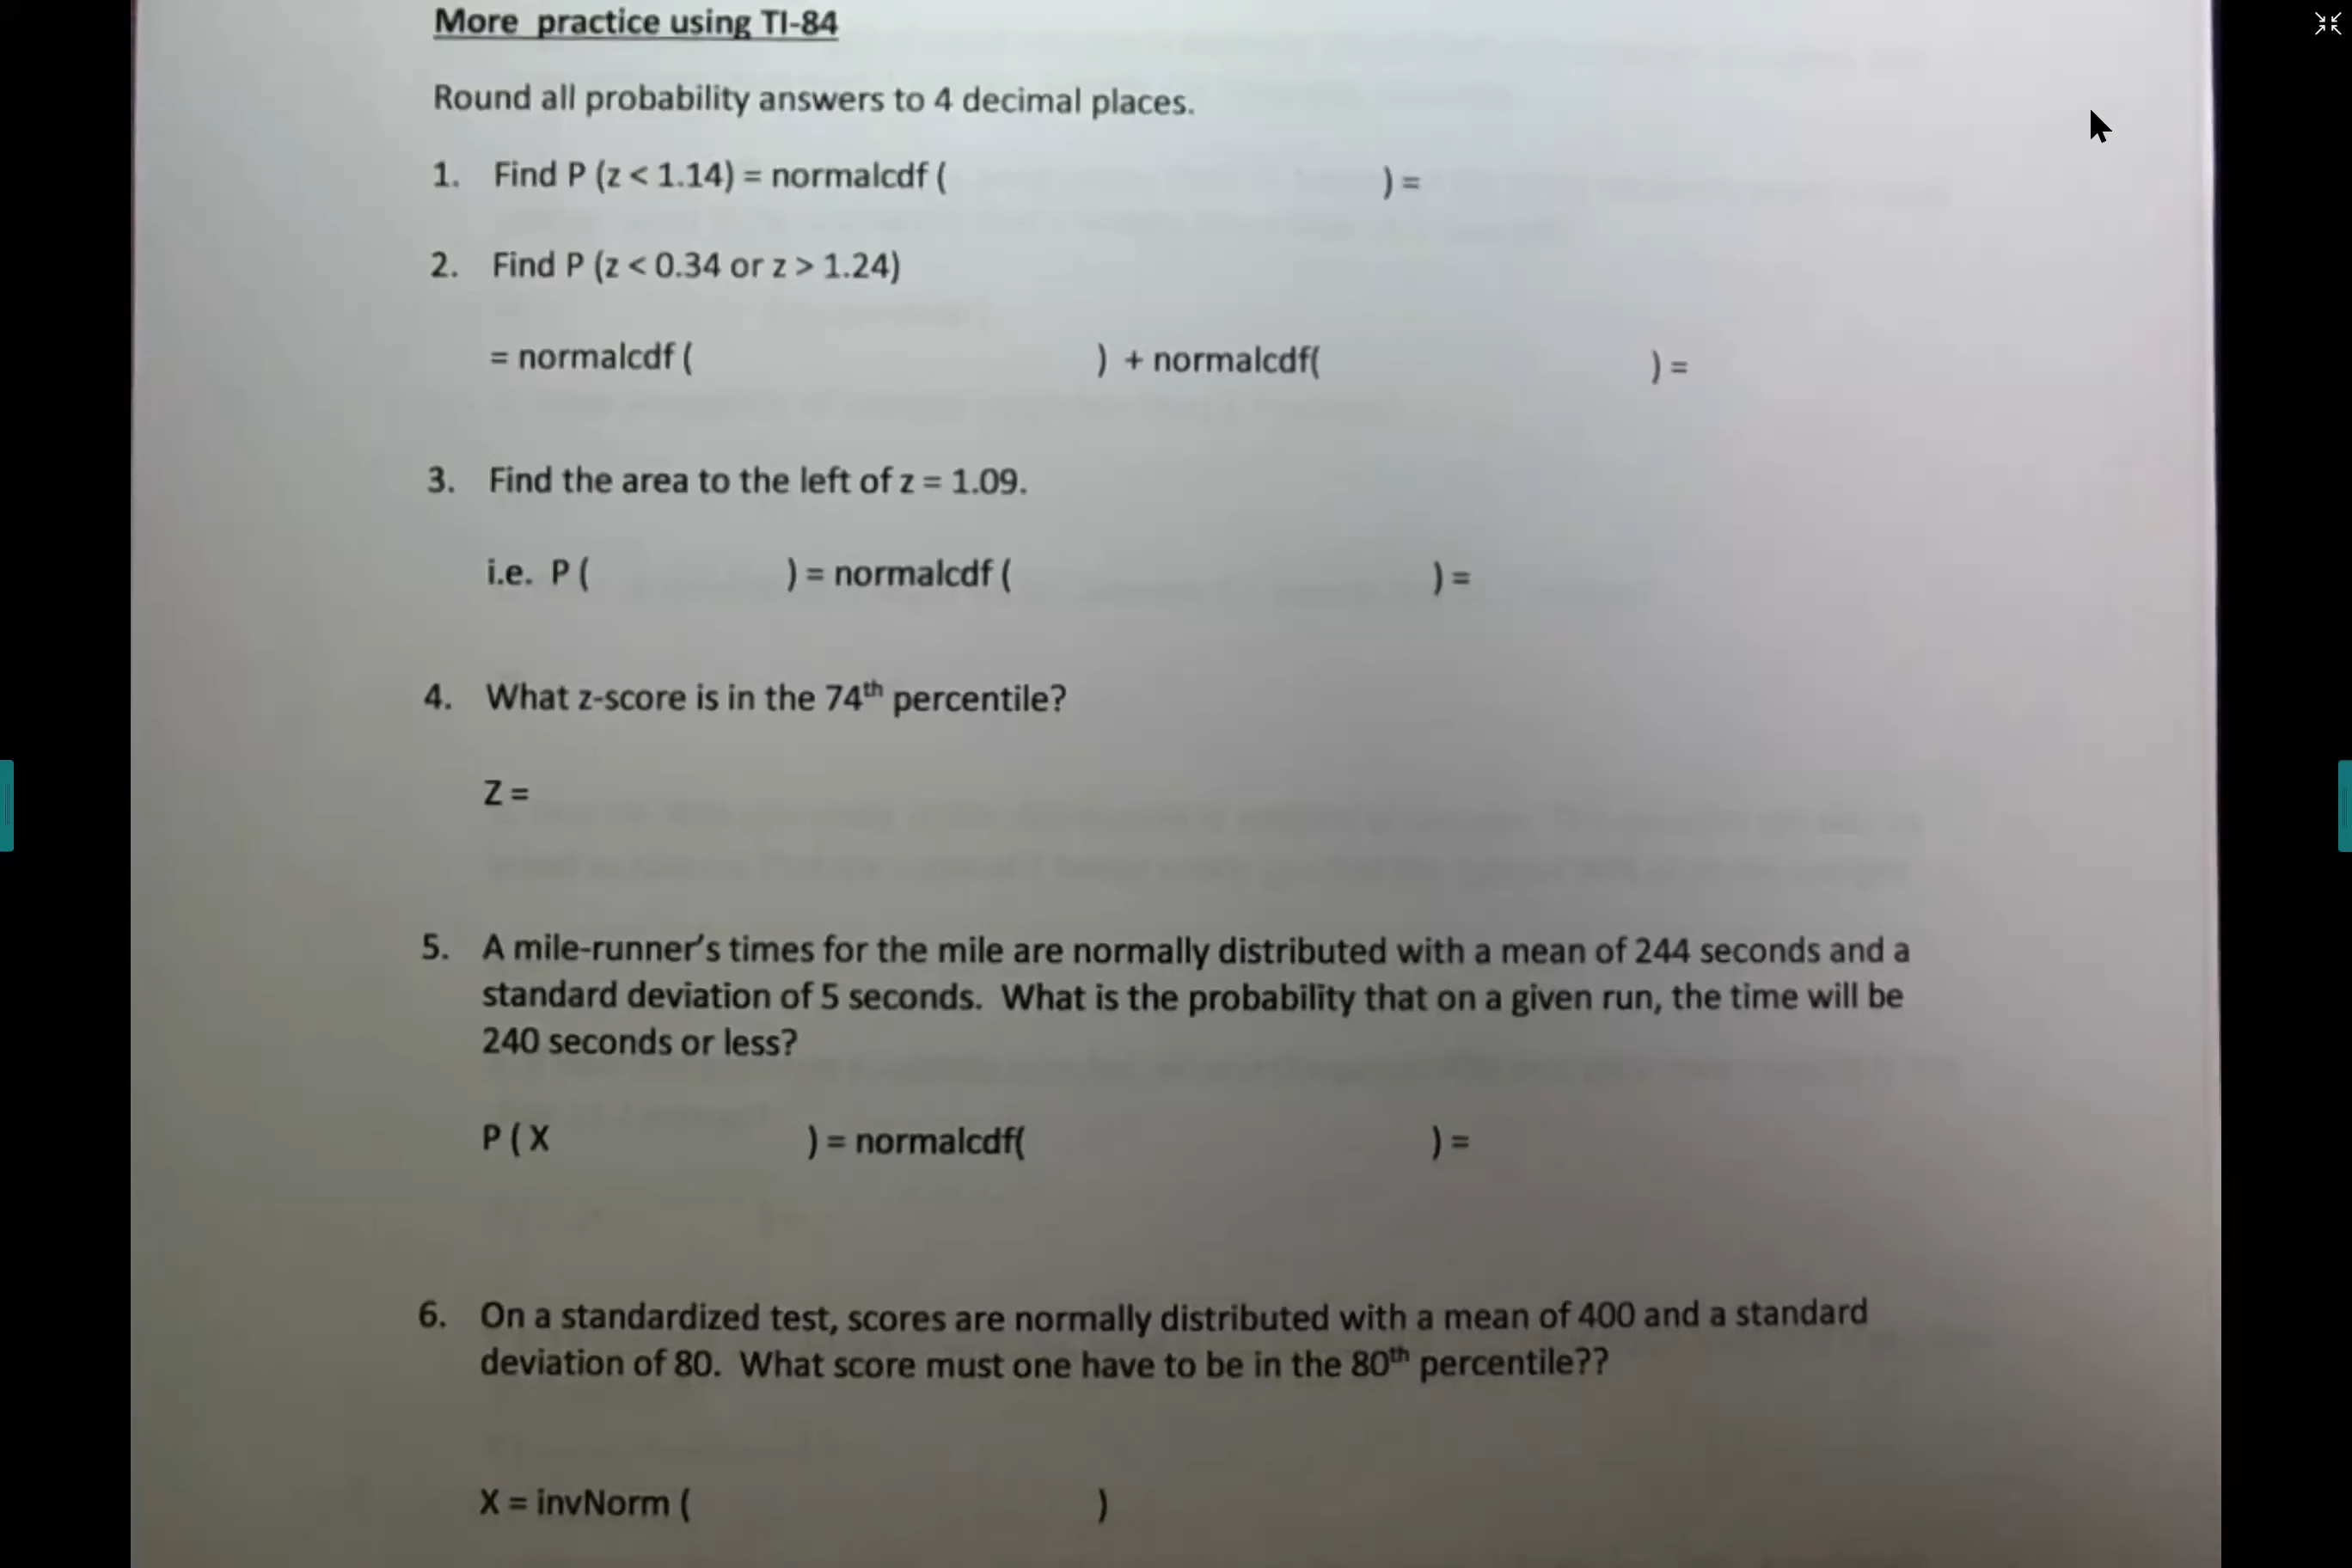 More practice using TI-84
Round all probability answers to 4 decimal places.
1. Find P (z < 1.14) = normalcdf ( ) =
2. Find P (z < 0.34 or z > 1.24)
= normalcdf ( ) + normalcdf( ) =
3. Find the area to the left of z = 1.09.
i.e. P ( ) = normalcdf ( ) =
4. What z-score is in the 74th percentile?
Z =
5. A mile-runner's times for the mile are normally distributed with a mean of 244 seconds and a
standard deviation of 5 seconds. What is the probability that on a given run, the time will be
240 seconds or less?
P ( X ) = normalcdf( ) =
6. On a standardized test, scores are normally distributed with a mean of 400 and a standard
deviation of 80. What score must one have to be in the 80th percentile??
X = invNorm ( )